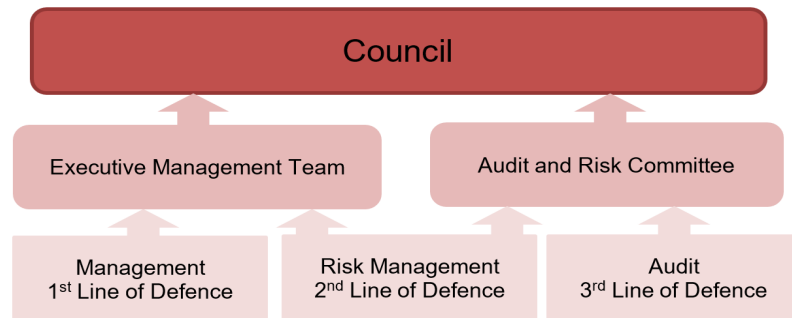 Council
Executive Management Team
Audit and Risk Committee
Management
1st Line of Defence
Risk Management
2nd Line of Defence
Audit
3rd Line of Defence